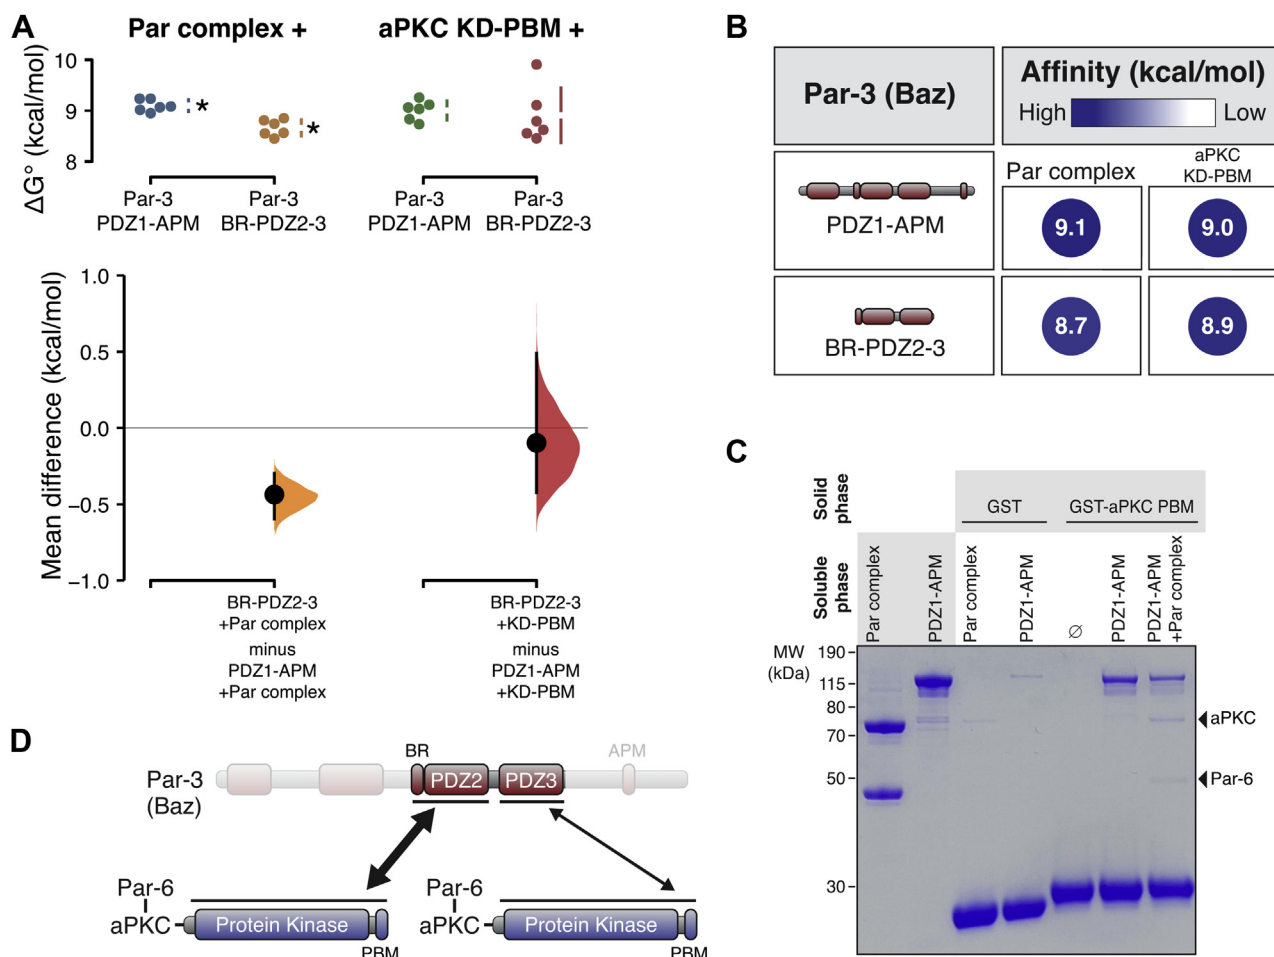 A
Par complex +
aPKC KD-PBM +
ΔG° (kcal/mol)
10
9
8
*
*
Par-3
PDZ1-APM
Par-3
BR-PDZ2-3
Par-3
PDZ1-APM
Par-3
BR-PDZ2-3
Mean difference (kcal/mol)
1.0
0.5
0.0
−0.5
−1.0
BR-PDZ2-3
+Par complex
minus
PDZ1-APM
+Par complex
BR-PDZ2-3
+KD-PBM
minus
PDZ1-APM
+KD-PBM
B
Par-3 (Baz)
Affinity (kcal/mol)
High
Low
Par complex
aPKC
KD-PBM
PDZ1-APM
9.1
9.0
BR-PDZ2-3
8.7
8.9
C
Solid
phase
GST
GST-aPKC PBM
Soluble
phase
Par complex
PDZ1-APM
Par complex
PDZ1-APM
∅
PDZ1-APM
PDZ1-APM
+Par complex
MW
(kDa)
190
115
80
70
50
30
aPKC
Par-6
D
Par-3
(Baz)
BR
PDZ2
PDZ3
APM
Par-6
aPKC
Protein Kinase
PBM
Par-6
aPKC
Protein Kinase
PBM